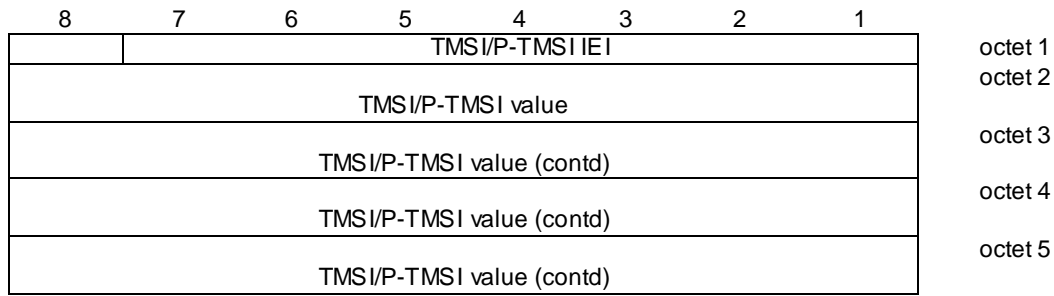 8 7 6 5 4 3 2 1
TMSI/P-TMSI IEI octet 1
octet 2
TMSI/P-TMSI value
octet 3
TMSI/P-TMSI value (contd)
octet 4
TMSI/P-TMSI value (contd)
octet 5
TMSI/P-TMSI value (contd)